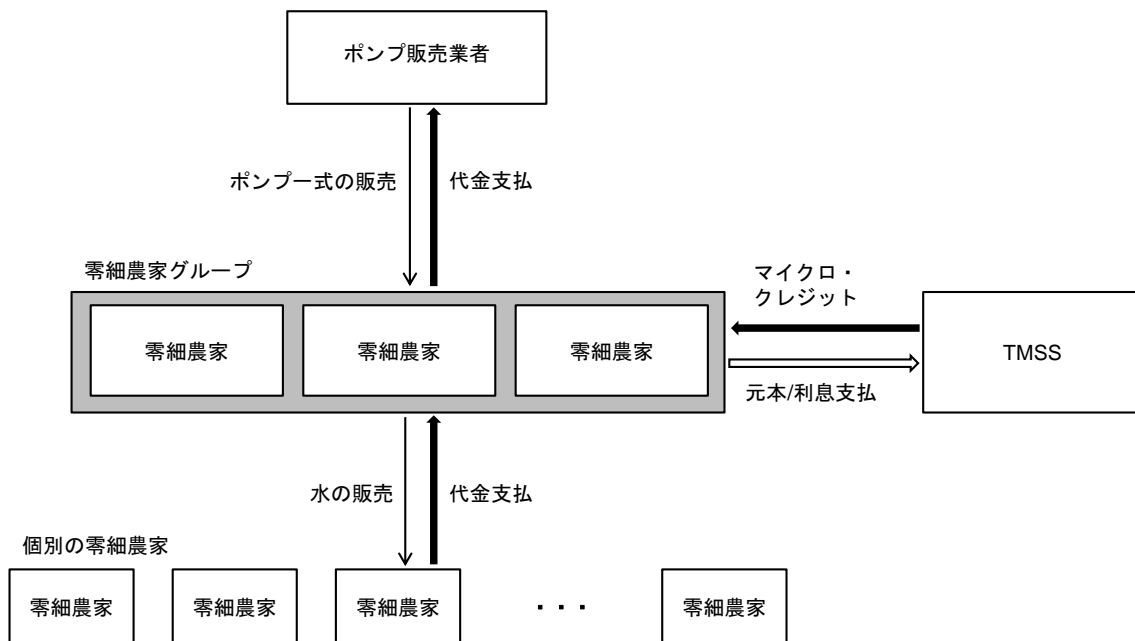 ポンプ販売業者
ポンプ一式の販売
代金支払
零細農家グループ
零細農家
零細農家
零細農家
マイクロ・
クレジット
TMSS
元本/利息支払
水の販売
代金支払
個別の零細農家
零細農家
零細農家
零細農家
・・・
零細農家